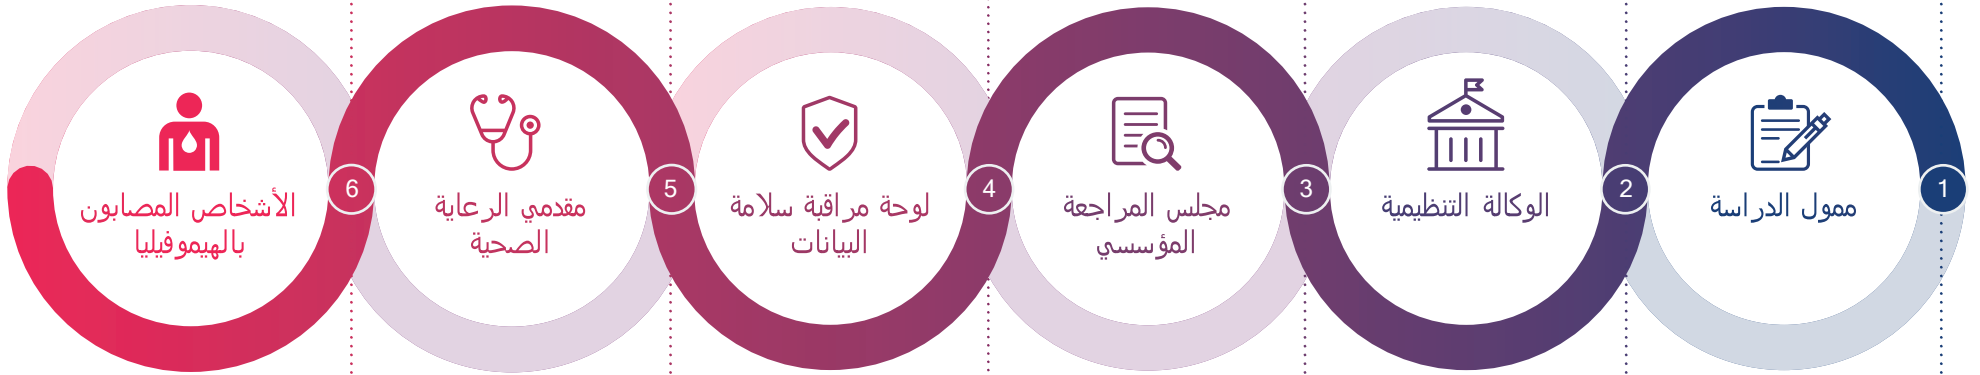 1
ممول الدراسة
2
الوكالة التنظيمية
3
مجلس المراجعة
المؤسسي
4
لوحة مراقبة سلامة
البيانات
5
مقدمي الرعاية
الصحية
6
الأشخاص المصابون
بالهيموفيليا